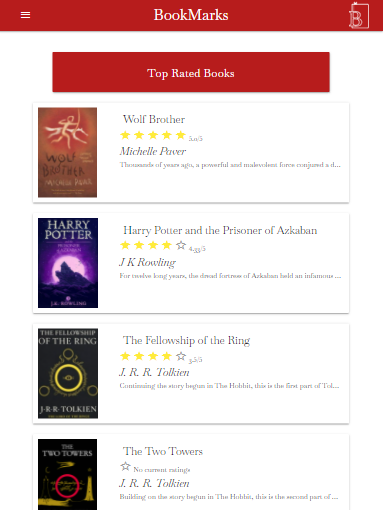 BookMarks
Top Rated Books
WOLF
BROTHER
MICHELLE PAVER
Wolf Brother
5.0/5
Michelle Paver
Thousands of years ago, a powerful and malevolent force conjured a d...
HARRY
POTTER
J.K. ROWLING
Harry Potter and the Prisoner of Azkaban
4.33/5
J K Rowling
For twelve long years, the dread fortress of Azkaban held an infamous ...
THE FELLOWSHIP
OF THE RING
J·R·R·TOLKIEN
The Fellowship of the Ring
3.5/5
J. R. R. Tolkien
Continuing the story begun in The Hobbit, this is the first part of Tol...
THE
TWO TOWERS
The Two Towers
No current ratings
J. R. R. Tolkien
Building on the story begun in The Hobbit, this is the second part of ...